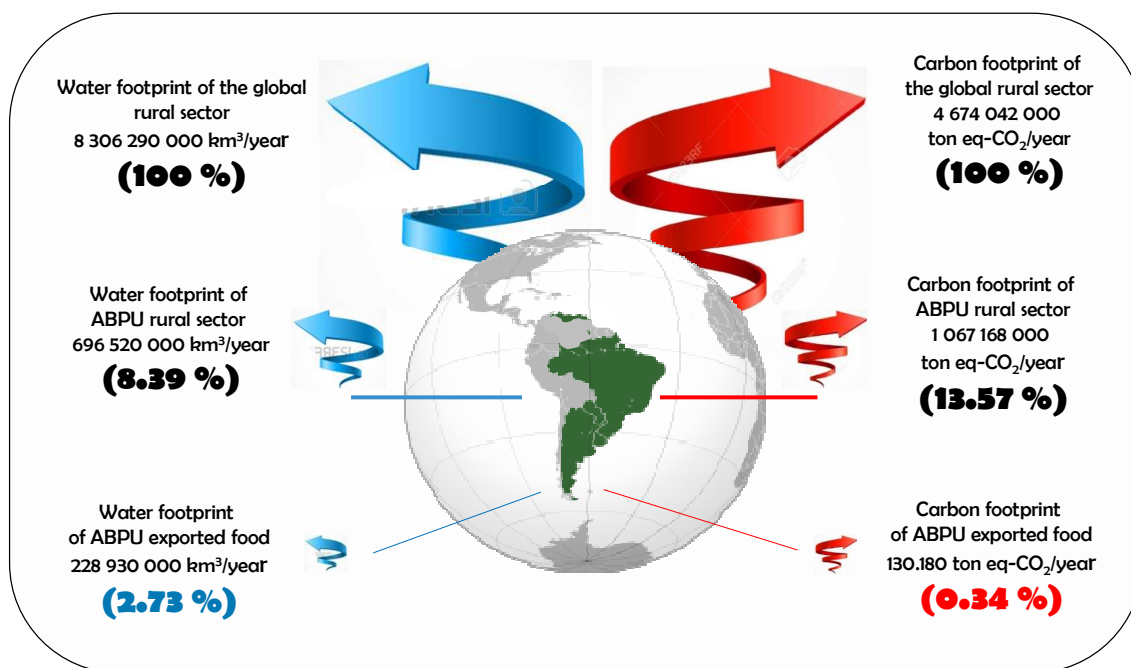 Water footprint of the global
rural sector
8 306 290 000 km³/year
(100 %)
Carbon footprint of
the global rural sector
4 674 042 000
ton eq-CO₂/year
(100 %)
Water footprint of
ABPU rural sector
696 520 000 km³/year
(8.39 %)
Carbon footprint of
ABPU rural sector
1 067 168 000
ton eq-CO₂/year
(13.57 %)
Water footprint
of ABPU exported food
228 930 000 km³/year
(2.73 %)
Carbon footprint
of ABPU exported food
130.180 ton eq-CO₂/year
(0.34 %)